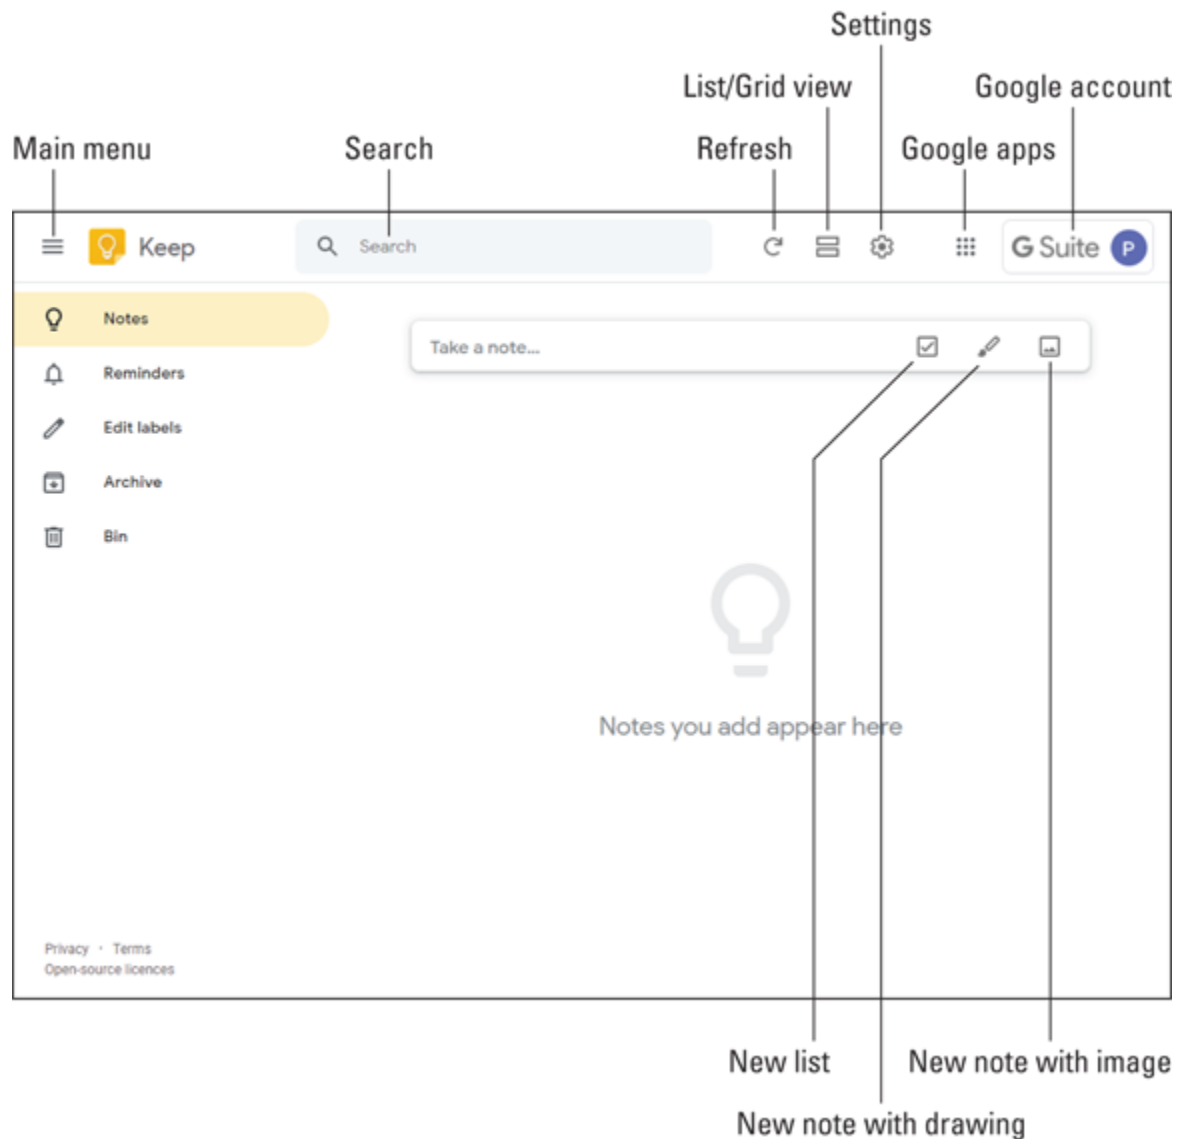 Settings
List/Grid view
Google account
Main menu
Search
Refresh
Google apps
Keep
Search
G Suite
P
Notes
Take a note...
Reminders
Edit labels
Archive
Bin
Notes you add appear here
Privacy · Terms
Open-source licences
New list
New note with image
New note with drawing